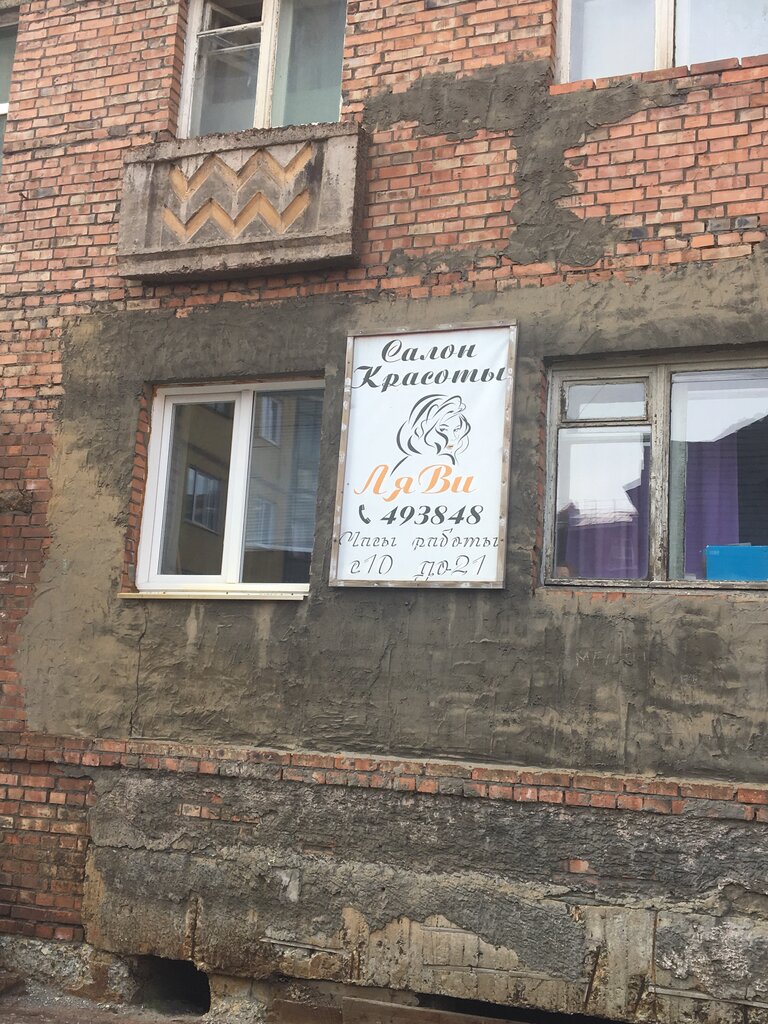 Салон
Красоты
ЛяВи
493848
Часы работы
с10 до21